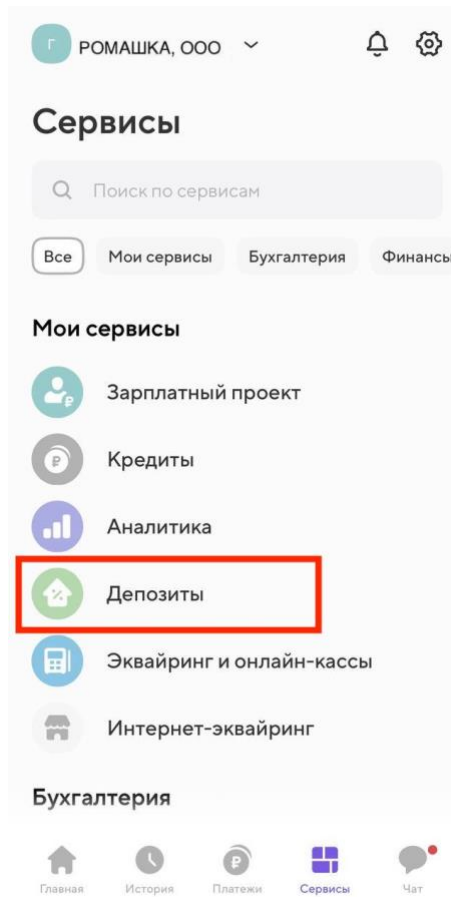 Г РОМАШКА, ООО
Сервисы
Поиск по сервисам
Все Мои сервисы Бухгалтерия Финансы
Мои сервисы
₽ Зарплатный проект
₽ Кредиты
Аналитика
% Депозиты
Эквайринг и онлайн-кассы
Интернет-эквайринг
Бухгалтерия
₽
Главная История Платежи Сервисы Чат